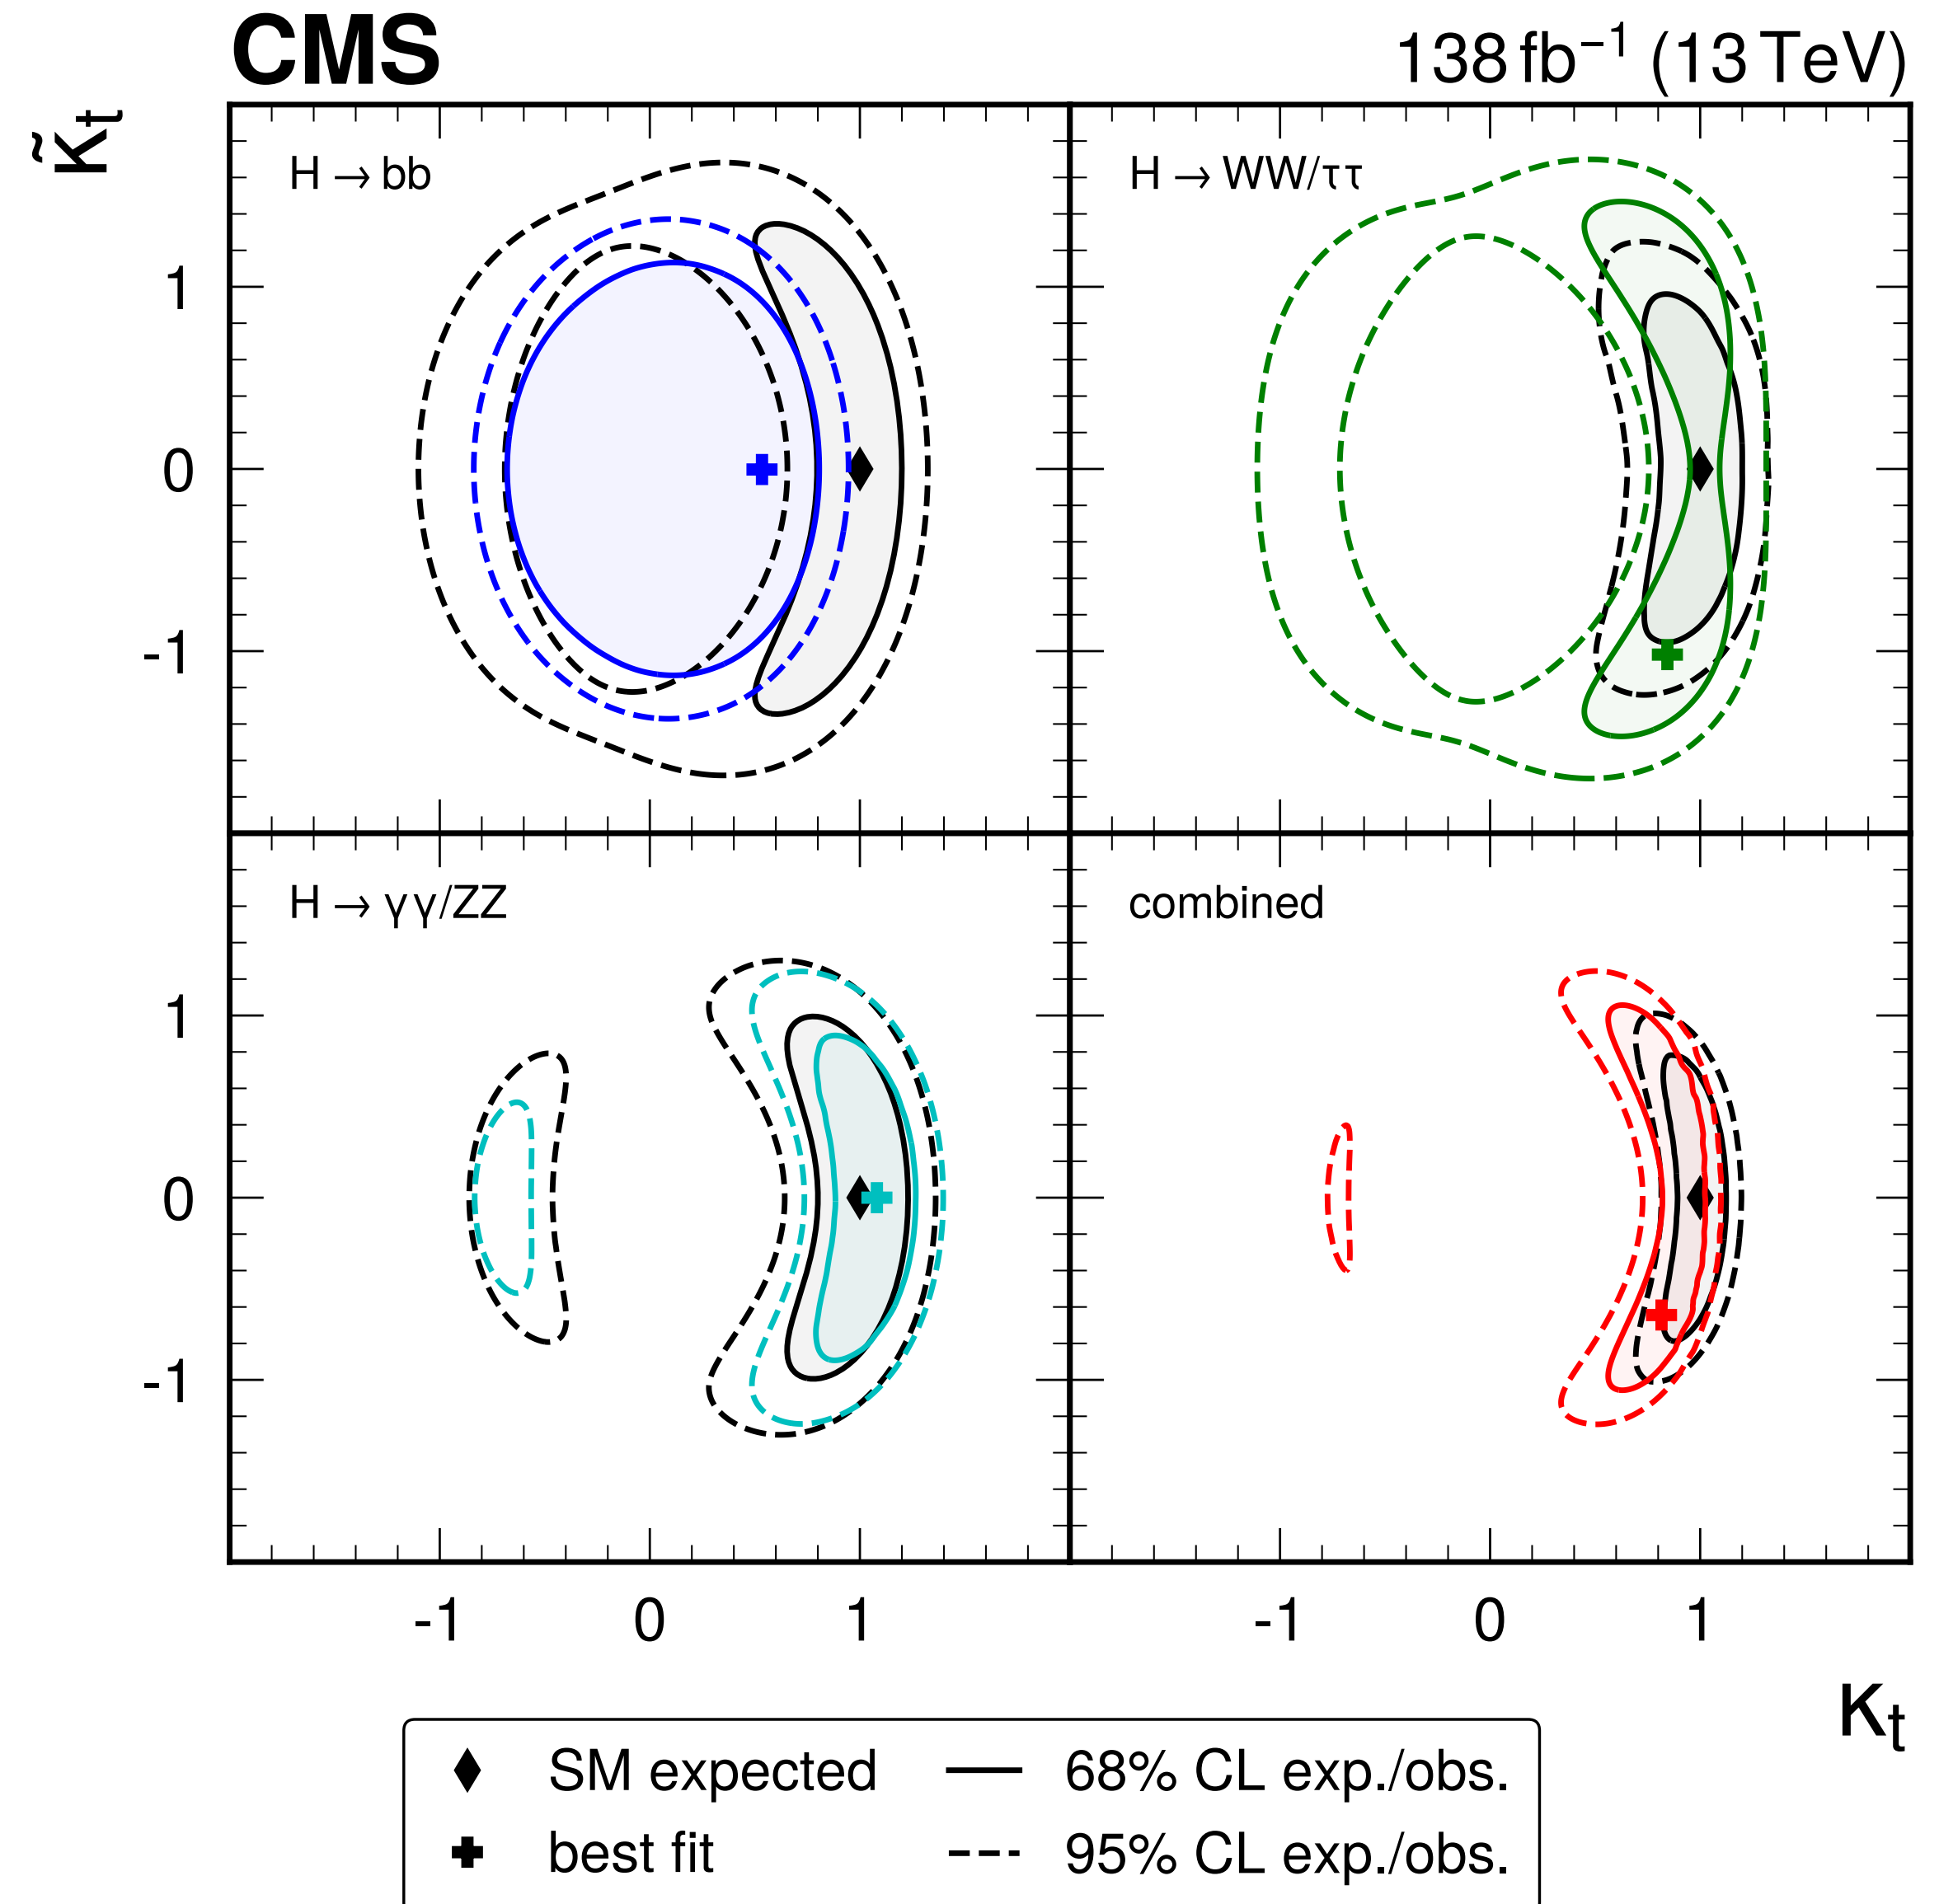 CMS 138 fb⁻¹ (13 TeV)
κ̃t
H → bb
H → WW/ττ
1
0
-1
H → γγ/ZZ
combined
1
0
-1
-1 0 1 -1 0 1
κt
SM expected 68% CL exp./obs.
best fit 95% CL exp./obs.